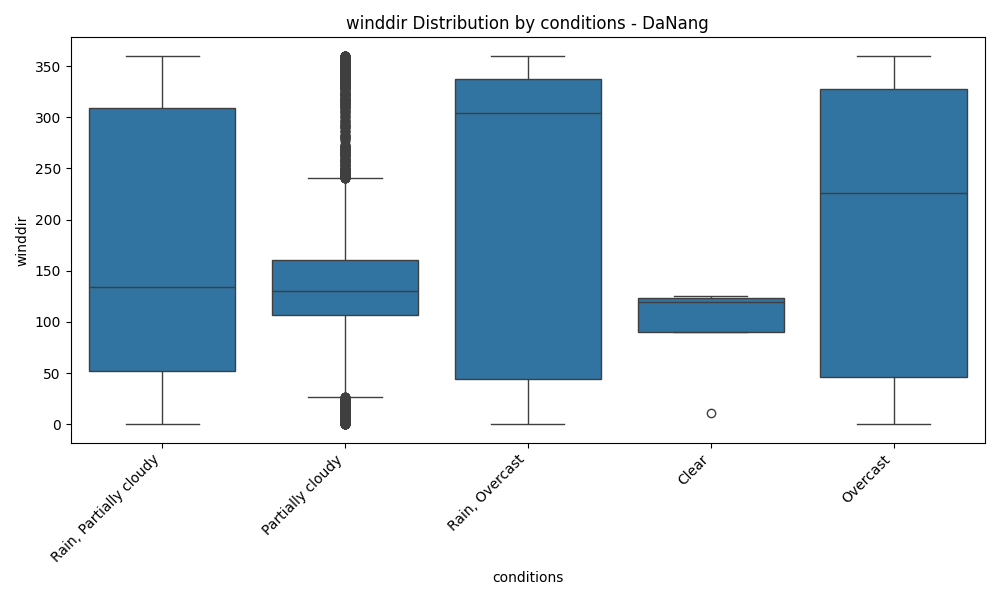 winddir Distribution by conditions - DaNang
350
300
250
200
150
100
50
0
winddir
Rain, Partially cloudy
Partially cloudy
Rain, Overcast
Clear
Overcast
conditions